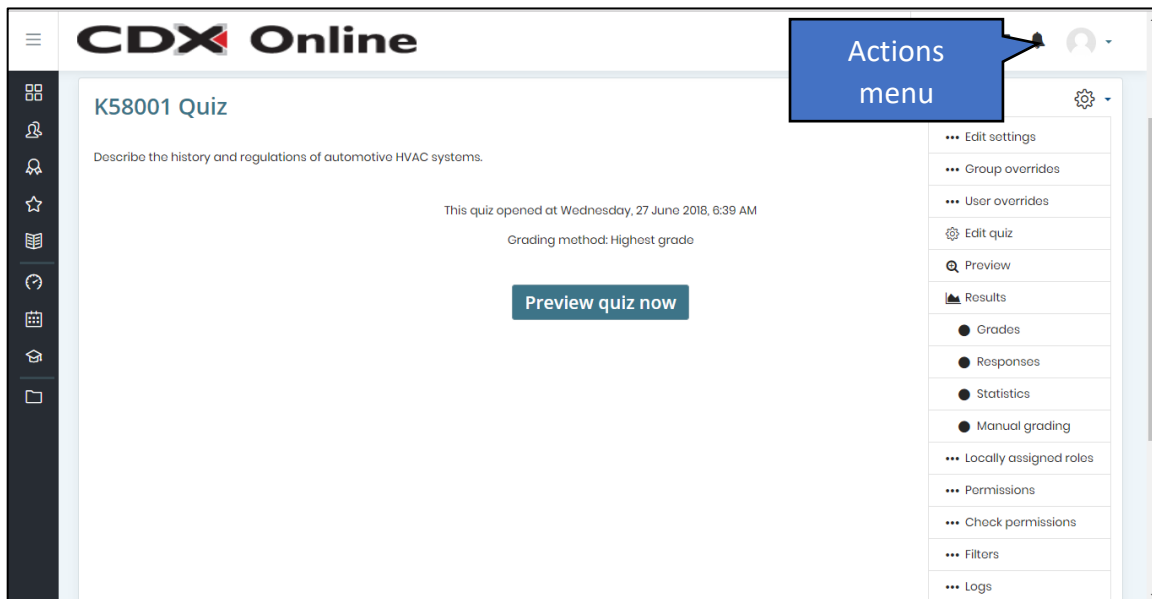 CDX Online
Actions
menu
K58001 Quiz
Describe the history and regulations of automotive HVAC systems.
This quiz opened at Wednesday, 27 June 2018, 6:39 AM
Grading method: Highest grade
Preview quiz now
Edit settings
Group overrides
User overrides
Edit quiz
Preview
Results
Grades
Responses
Statistics
Manual grading
Locally assigned roles
Permissions
Check permissions
Filters
Logs